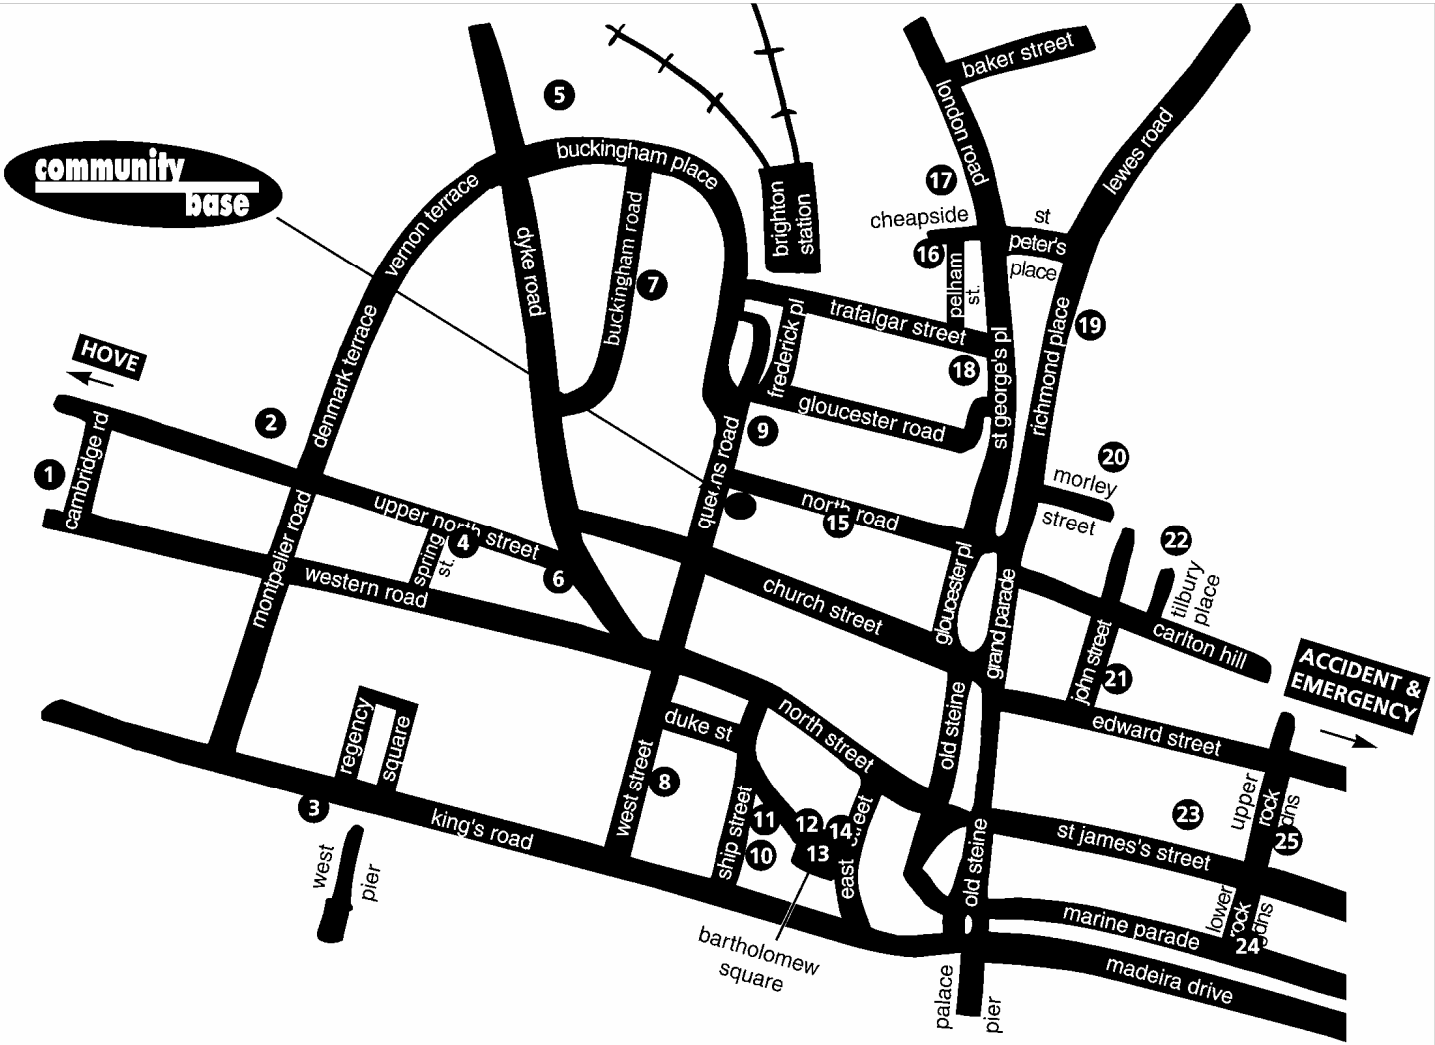 baker street
london road
lewes road
5
buckingham place
community
base
17
brighton
station
vernon terrace
buckingham road
dyke road
cheapside
st
peter's
place
16
pelham
st.
7
trafalgar street
frederick pl
19
richmond place
HOVE
denmark terrace
18
st george's pl
gloucester road
2
9
cambridge rd
1
queens road
20
morley
street
north road
15
upper north street
spring
st.
4
6
22
tilbury
place
montpelier road
western road
church street
gloucester pl
grand parade
carlton hill
john street
21
ACCIDENT &
EMERGENCY
regency
square
duke st
north street
old steine
edward street
3
king's road
west street
8
ship street
11
10
12
13
14
east street
23
upper
rock
gdns
25
st james's street
west
pier
old steine
lower
rock
gdns
24
marine parade
bartholomew
square
madeira drive
palace
pier